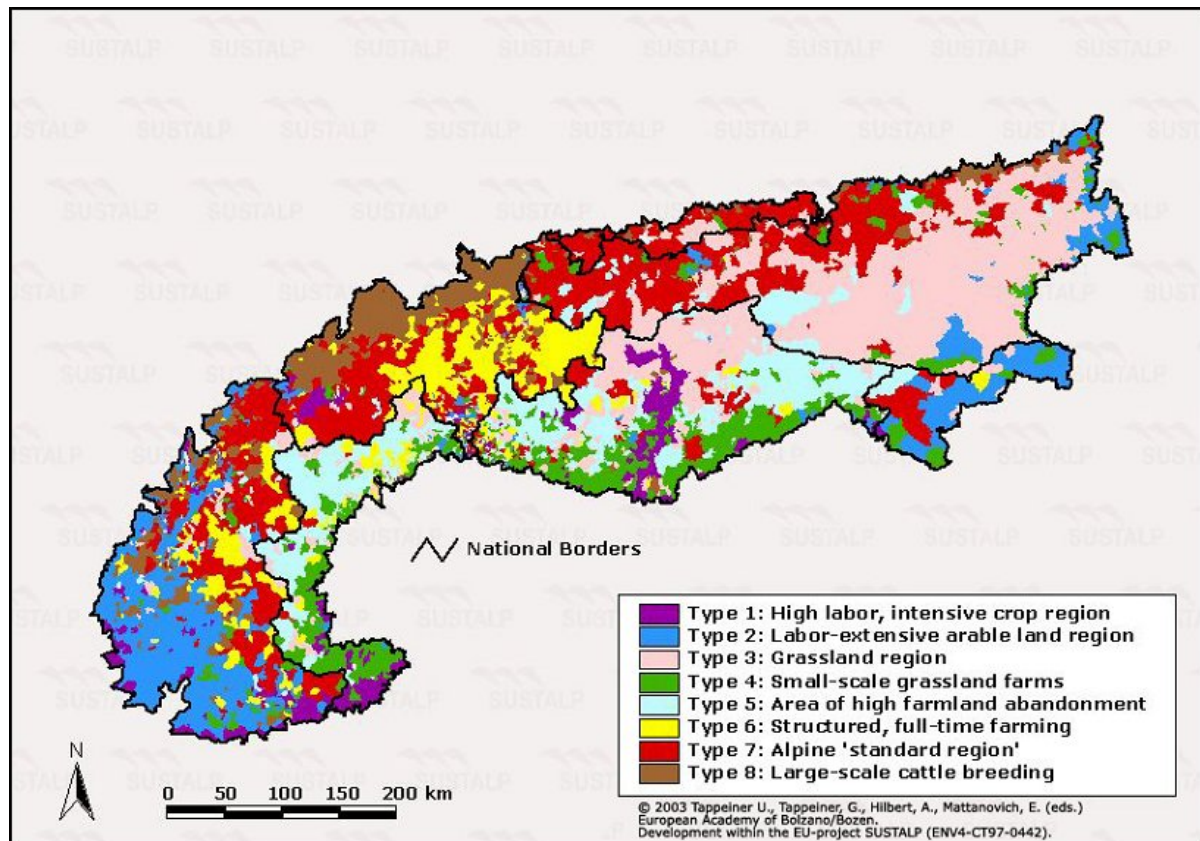 SUSTALP
National Borders
Type 1: High labor, intensive crop region
Type 2: Labor-extensive arable land region
Type 3: Grassland region
Type 4: Small-scale grassland farms
Type 5: Area of high farmland abandonment
Type 6: Structured, full-time farming
Type 7: Alpine 'standard region'
Type 8: Large-scale cattle breeding
N
0 50 100 150 200 km
© 2003 Tappeiner U., Tappeiner, G., Hilbert, A., Mattanovich, E. (eds.)
European Academy of Bolzano/Bozen.
Development within the EU-project SUSTALP (ENV4-CT97-0442).